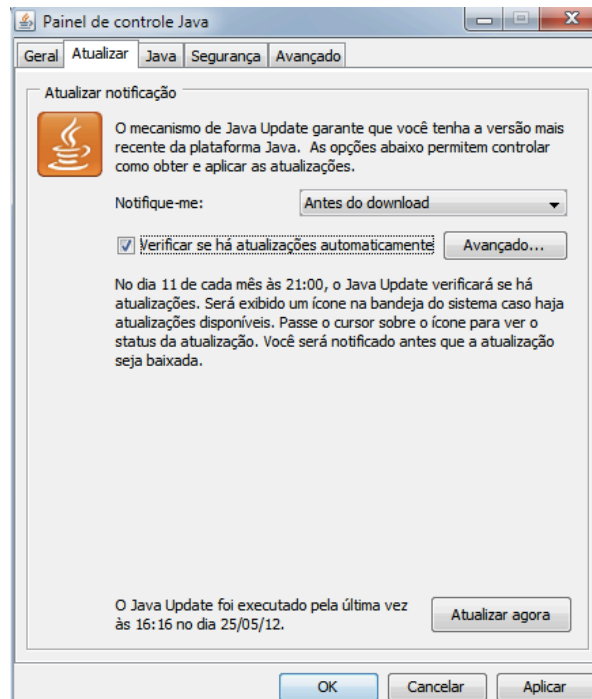 Painel de controle Java
Geral Atualizar Java Segurança Avançado
Atualizar notificação
O mecanismo de Java Update garante que você tenha a versão mais
recente da plataforma Java. As opções abaixo permitem controlar
como obter e aplicar as atualizações.
Notifique-me: Antes do download
Verificar se há atualizações automaticamente Avançado...
No dia 11 de cada mês às 21:00, o Java Update verificará se há
atualizações. Será exibido um ícone na bandeja do sistema caso haja
atualizações disponíveis. Passe o cursor sobre o ícone para ver o
status da atualização. Você será notificado antes que a atualização
seja baixada.
O Java Update foi executado pela última vez
às 16:16 no dia 25/05/12.
Atualizar agora
OK Cancelar Aplicar